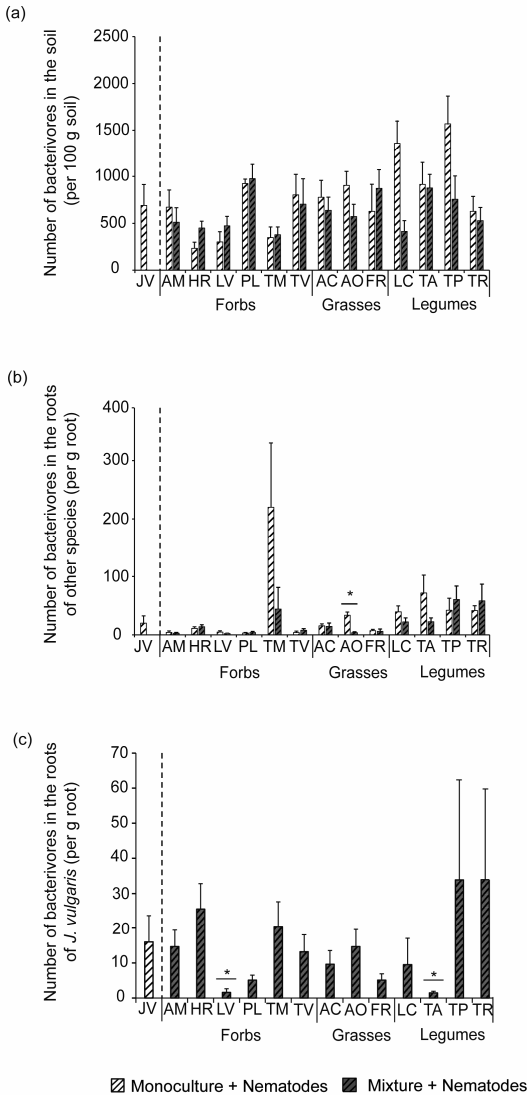 (a)
Number of bacterivores in the soil
(per 100 g soil)
2500
2000
1500
1000
500
0
JV AM HR LV PL TM TV AC AO FR LC TA TP TR
Forbs Grasses Legumes
(b)
Number of bacterivores in the roots
of other species (per g root)
400
300
200
100
0
*
JV AM HR LV PL TM TV AC AO FR LC TA TP TR
Forbs Grasses Legumes
(c)
Number of bacterivores in the roots
of J. vulgaris (per g root)
70
60
50
40
30
20
10
0
* *
JV AM HR LV PL TM TV AC AO FR LC TA TP TR
Forbs Grasses Legumes
Monoculture + Nematodes Mixture + Nematodes